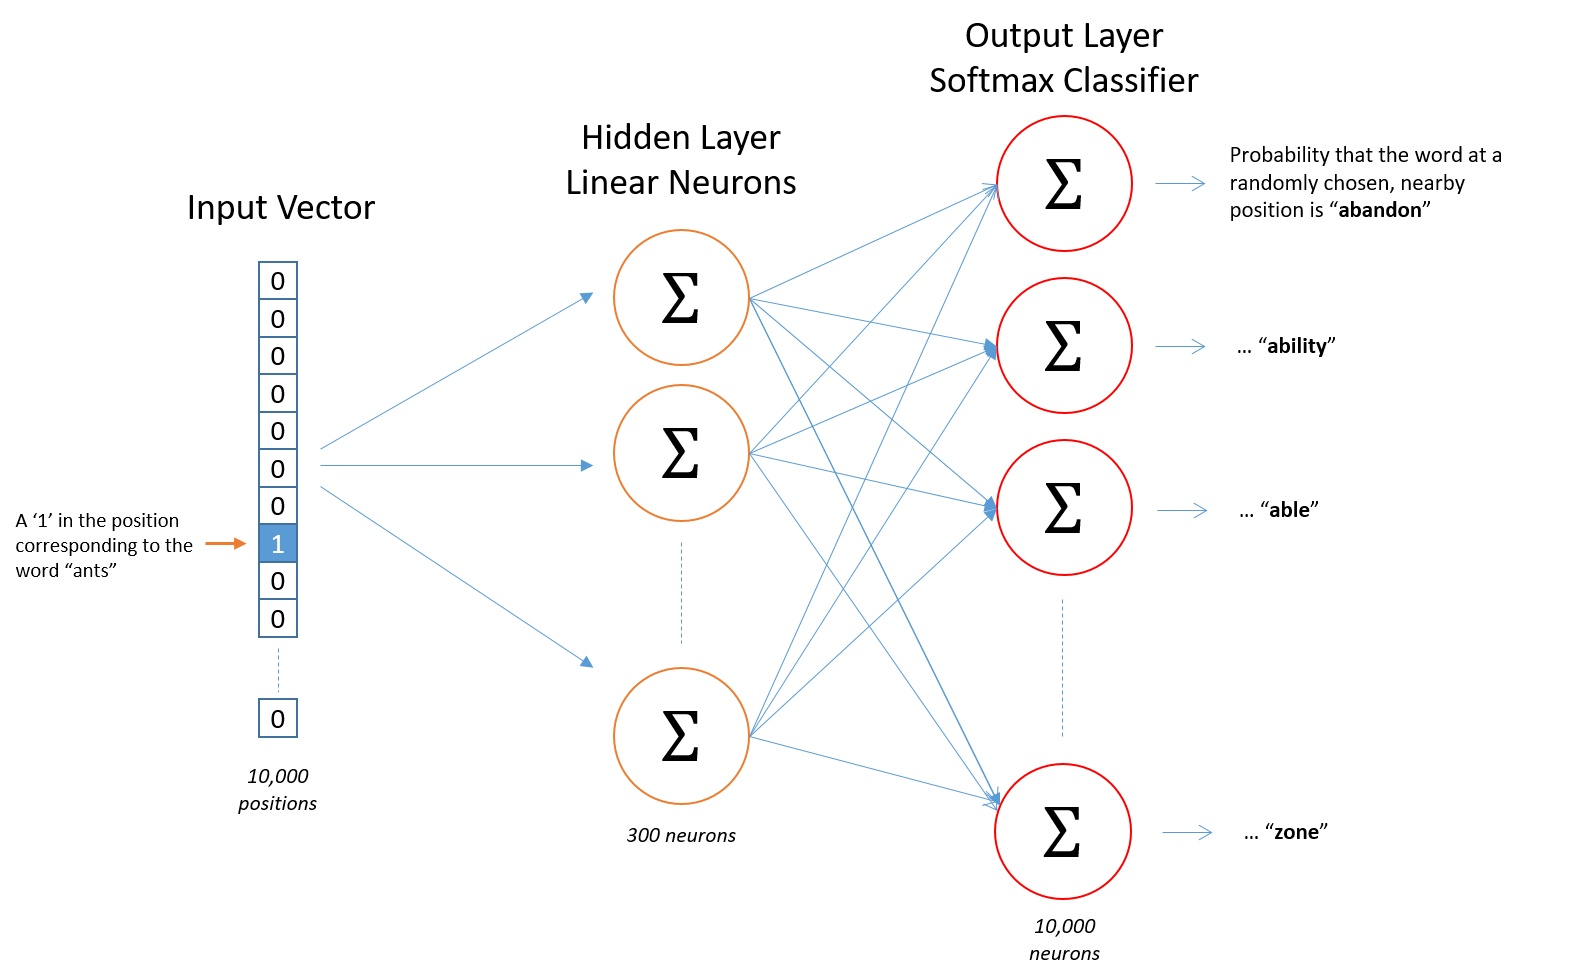 Output Layer
Softmax Classifier
Hidden Layer
Linear Neurons
Input Vector
0
0
0
0
0
0
0
1
0
0
0
A ‘1’ in the position
corresponding to the
word “ants”
10,000
positions
Σ
Σ
Σ
300 neurons
Σ
Σ
Σ
Σ
10,000
neurons
Probability that the word at a
randomly chosen, nearby
position is “abandon”
... “ability”
... “able”
... “zone”